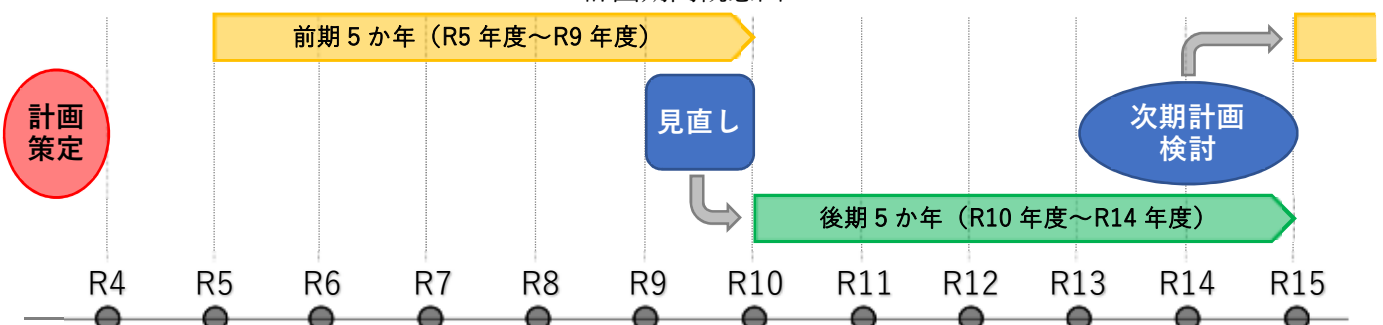 前期５か年（R5 年度～R9 年度）
計画
策定
見直し
次期計画
検討
後期５か年（R10 年度～R14 年度）
R4 R5 R6 R7 R8 R9 R10 R11 R12 R13 R14 R15